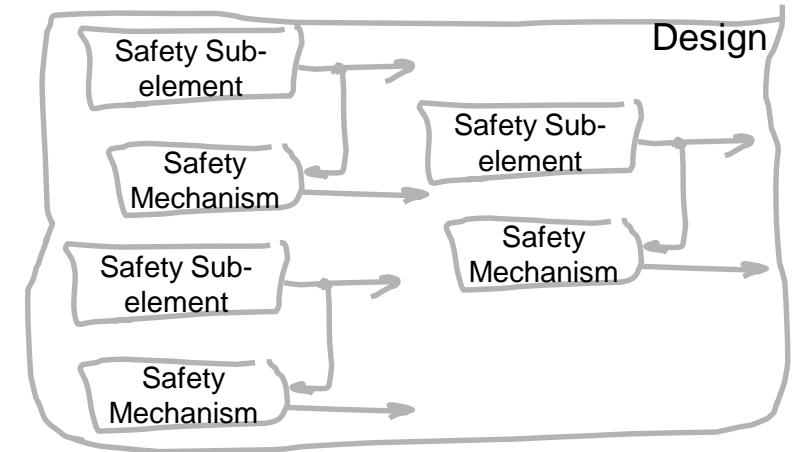 Design
Safety Sub-
element
Safety
Mechanism
Safety Sub-
element
Safety
Mechanism
Safety Sub-
element
Safety
Mechanism